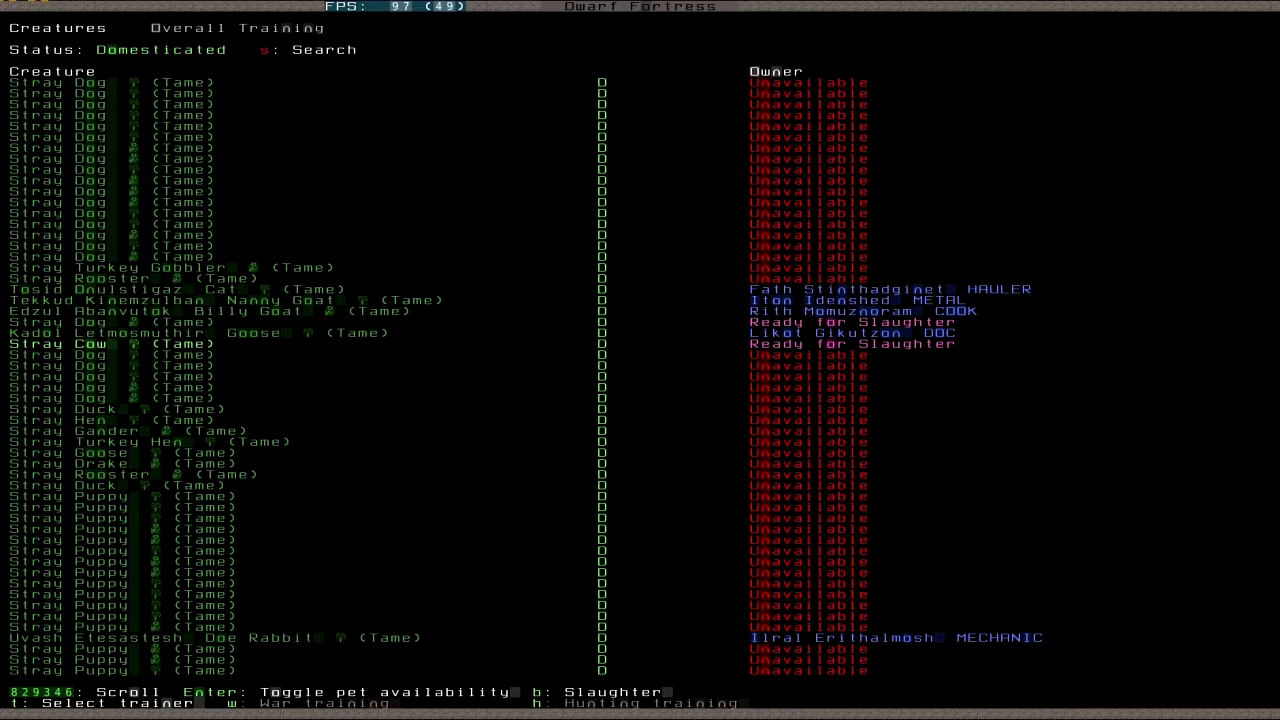 FPS: 97 (49) Dwarf Fortress
Creatures Overall Training
Status: Domesticated s: Search
Creature Owner
Stray Dog ♀ (Tame) D Unavailable
Stray Dog ♀ (Tame) D Unavailable
Stray Dog ♀ (Tame) D Unavailable
Stray Dog ♀ (Tame) D Unavailable
Stray Dog ♀ (Tame) D Unavailable
Stray Dog ♀ (Tame) D Unavailable
Stray Dog ♂ (Tame) D Unavailable
Stray Dog ♂ (Tame) D Unavailable
Stray Dog ♀ (Tame) D Unavailable
Stray Dog ♂ (Tame) D Unavailable
Stray Dog ♂ (Tame) D Unavailable
Stray Dog ♀ (Tame) D Unavailable
Stray Dog ♀ (Tame) D Unavailable
Stray Dog ♀ (Tame) D Unavailable
Stray Dog ♂ (Tame) D Unavailable
Stray Dog ♀ (Tame) D Unavailable
Stray Dog ♂ (Tame) D Unavailable
Stray Turkey Gobbler ♂ (Tame) D Unavailable
Stray Rooster ♂ (Tame) D Unavailable
Tosid Onulstigaz Cat ♀ (Tame) D Fath Stinthadginet HAULER
Tekkud Kinemzulban Nanny Goat ♀ (Tame) D Iton Idenshed METAL
Edzul Abanvutok Billy Goat ♂ (Tame) D Rith Momuznoram COOK
Stray Dog ♂ (Tame) D Ready for Slaughter
Kadol Letmosmuthir Goose ♀ (Tame) D Likot Gikutzon DOC
Stray Cow ♀ (Tame) D Ready for Slaughter
Stray Dog ♀ (Tame) D Unavailable
Stray Dog ♀ (Tame) D Unavailable
Stray Dog ♀ (Tame) D Unavailable
Stray Dog ♂ (Tame) D Unavailable
Stray Dog ♀ (Tame) D Unavailable
Stray Duck ♀ (Tame) D Unavailable
Stray Hen ♀ (Tame) D Unavailable
Stray Gander ♂ (Tame) D Unavailable
Stray Turkey Hen ♀ (Tame) D Unavailable
Stray Goose ♀ (Tame) D Unavailable
Stray Drake ♂ (Tame) D Unavailable
Stray Rooster ♂ (Tame) D Unavailable
Stray Duck ♀ (Tame) D Unavailable
Stray Puppy ♀ (Tame) D Unavailable
Stray Puppy ♀ (Tame) D Unavailable
Stray Puppy ♂ (Tame) D Unavailable
Stray Puppy ♀ (Tame) D Unavailable
Stray Puppy ♂ (Tame) D Unavailable
Stray Puppy ♀ (Tame) D Unavailable
Stray Puppy ♂ (Tame) D Unavailable
Stray Puppy ♂ (Tame) D Unavailable
Stray Puppy ♀ (Tame) D Unavailable
Stray Puppy ♀ (Tame) D Unavailable
Stray Puppy ♀ (Tame) D Unavailable
Stray Puppy ♀ (Tame) D Unavailable
Stray Puppy ♂ (Tame) D Unavailable
Uvash Etesastesh Doe Rabbit ♀ (Tame) D Ilral Erithalmosh MECHANIC
Stray Puppy ♀ (Tame) D Unavailable
Stray Puppy ♂ (Tame) D Unavailable
Stray Puppy ♂ (Tame) D Unavailable
829346: Scroll Enter: Toggle pet availability b: Slaughter
t: Select trainer w: War training h: Hunting training